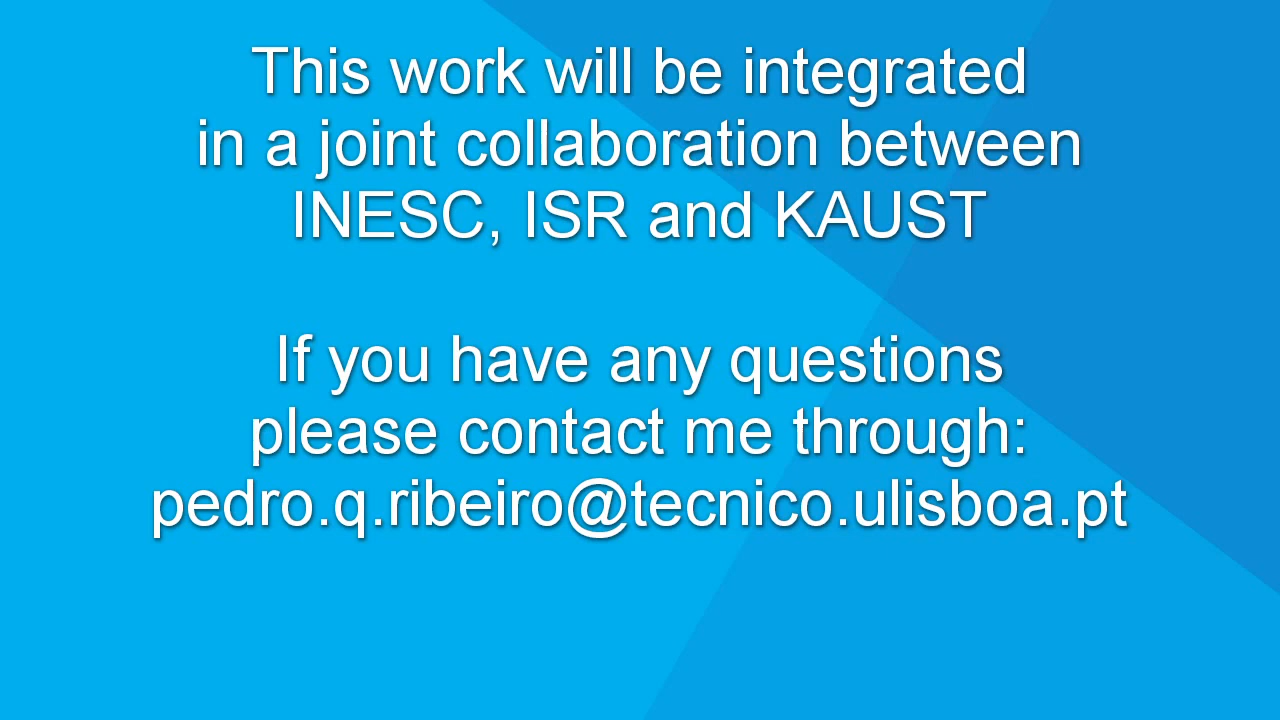 This work will be integrated
in a joint collaboration between
INESC, ISR and KAUST
If you have any questions
please contact me through:
pedro.q.ribeiro@tecnico.ulisboa.pt